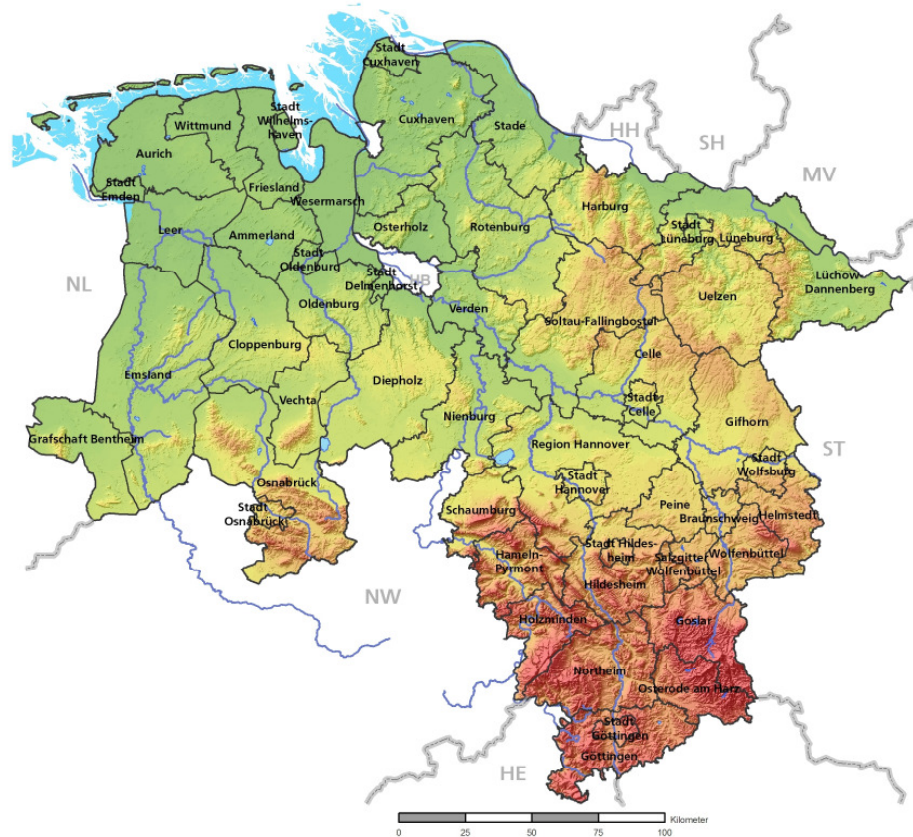 Stadt
Cuxhaven
Stadt
Wilhelms-
haven
Wittmund
Cuxhaven
Stade
HH
SH
Aurich
MV
Stadt
Emden
Friesland
Wesermarsch
Harburg
Leer
Ammerland
Osterholz
Rotenburg
Stadt
Lüneburg
Lüneburg
Stadt
Oldenburg
NL
Stadt
Delmenhorst
HB
Lüchow
Dannenberg
Oldenburg
Verden
Uelzen
Soltau-Fallingbostel
Cloppenburg
Celle
Emsland
Diepholz
Vechta
Stadt
Celle
Nienburg
Gifhorn
Grafschaft Bentheim
Region Hannover
ST
Stadt
Wolfsburg
Osnabrück
Stadt
Hannover
Stadt
Osnabrück
Schaumburg
Peine
Braunschweig
Helmstedt
Hameln-
Pyrmont
Stadt Hildes-
heim
Salzgitter
Wolfenbüttel
Wolfenbüttel
Hildesheim
NW
Holzminden
Goslar
Northeim
Osterode am Harz
Stadt
Göttingen
Göttingen
HE
Kilometer
0 25 50 75 100